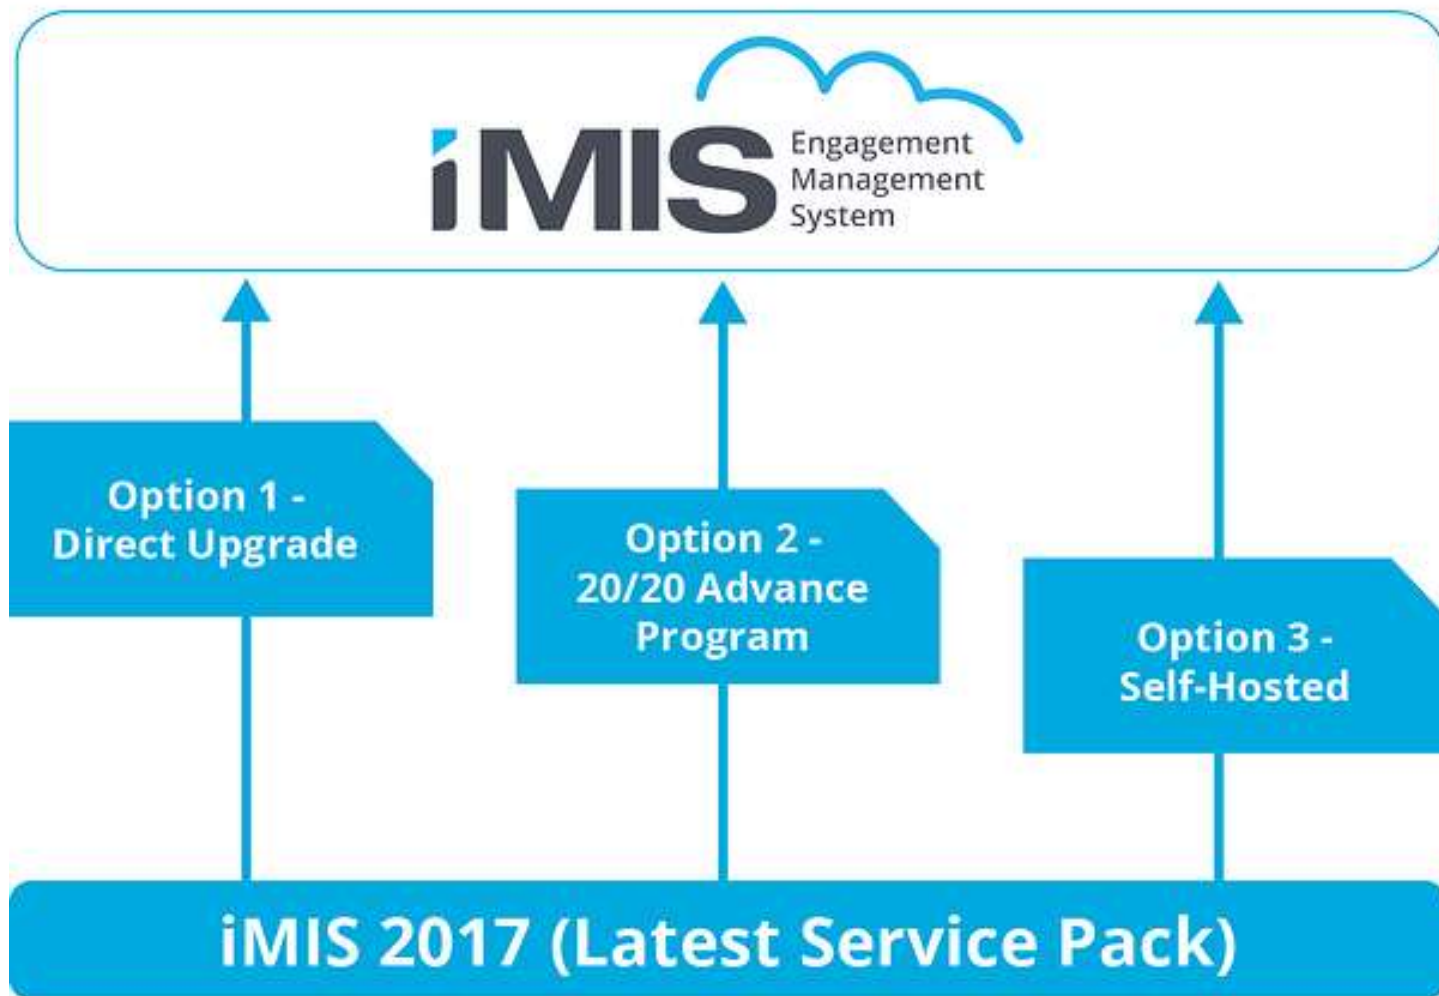 iMIS
Engagement
Management
System
Option 1 -
Direct Upgrade
Option 2 -
20/20 Advance
Program
Option 3 -
Self-Hosted
iMIS 2017 (Latest Service Pack)